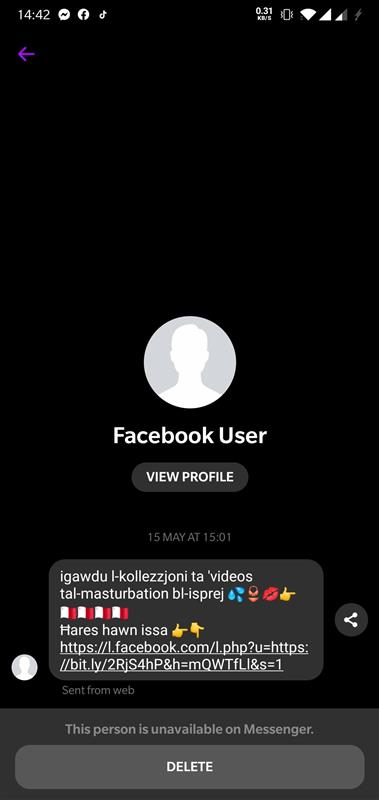 14:42
0.31
KB/S
Facebook User
VIEW PROFILE
15 MAY AT 15:01
igawdu l-kollezzjoni ta 'videos
tal-masturbation bl-isprej 💦👙💋👉
🇵🇪🇵🇪🇵🇪🇵🇪
Ħares hawn issa 👉👇
https://l.facebook.com/l.php?u=https:
//bit.ly/2RjS4hP&h=mQWTfLl&s=1
Sent from web
This person is unavailable on Messenger.
DELETE